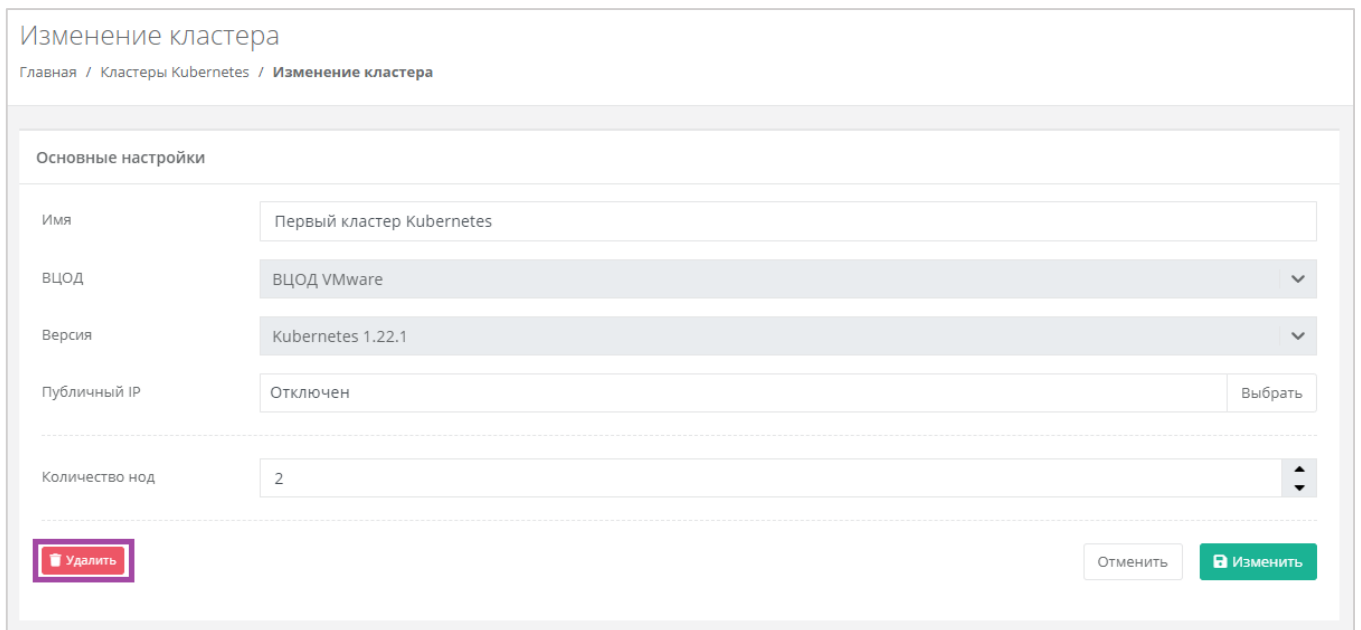 Изменение кластера
Главная / Кластеры Kubernetes / Изменение кластера
Основные настройки
Имя
Первый кластер Kubernetes
ВЦОД
ВЦОД VMware
Версия
Kubernetes 1.22.1
Публичный IP
Отключен
Выбрать
Количество нод
2
Удалить
Отменить
Изменить